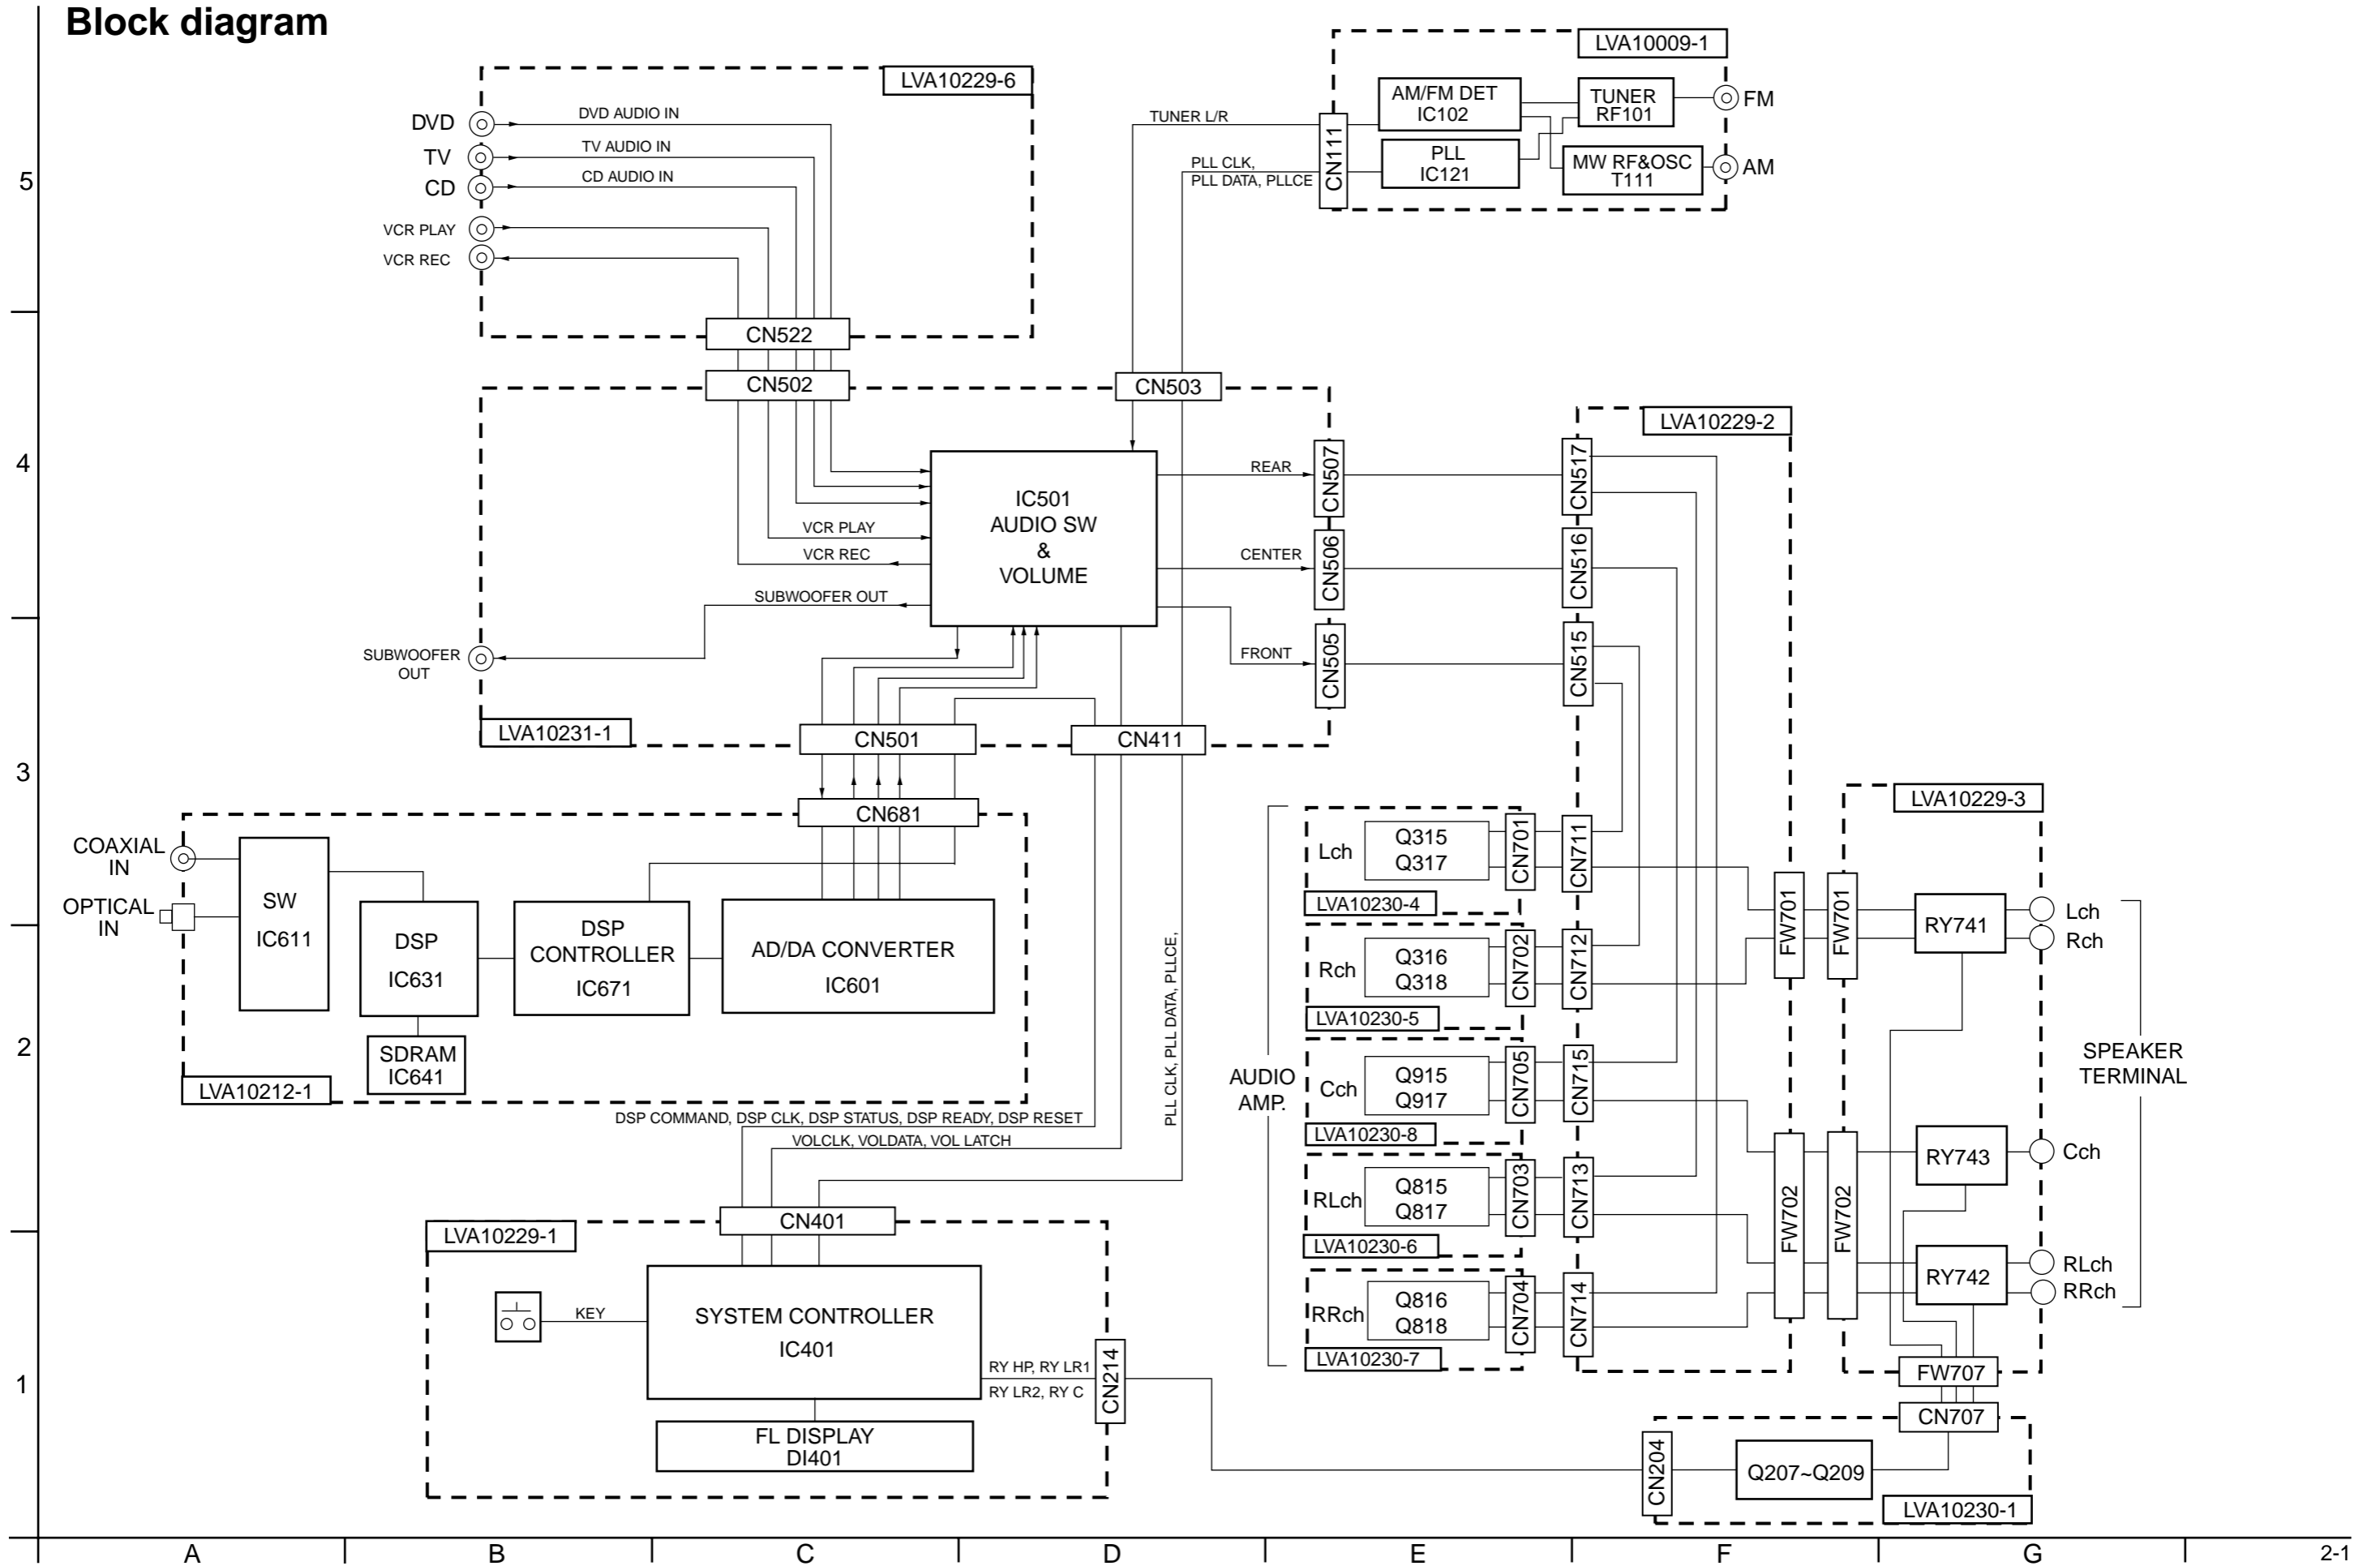 Block diagram
LVA10229-6
DVD
DVD AUDIO IN
TV
TV AUDIO IN
CD
CD AUDIO IN
VCR PLAY
VCR REC
CN522
LVA10009-1
AM/FM DET
IC102
TUNER
RF101
FM
TUNER L/R
CN111
PLL
IC121
MW RF&OSC
T111
AM
PLL CLK,
PLL DATA, PLLCE
5
CN502
CN503
LVA10229-2
4
IC501
AUDIO SW
&
VOLUME
VCR PLAY
VCR REC
SUBWOOFER OUT
SUBWOOFER
OUT
REAR
CN507
CN517
CENTER
CN506
CN516
FRONT
CN505
CN515
LVA10231-1
CN501
CN411
3
CN681
COAXIAL
IN
OPTICAL
IN
SW
IC611
DSP
IC631
DSP
CONTROLLER
IC671
AD/DA CONVERTER
IC601
SDRAM
IC641
LVA10212-1
2
PLL CLK, PLL DATA, PLLCE,
DSP COMMAND, DSP CLK, DSP STATUS, DSP READY, DSP RESET
VOLCLK, VOLDATA, VOL LATCH
AUDIO
AMP.
Lch
Q315
Q317
CN701
CN711
LVA10230-4
Rch
Q316
Q318
CN702
CN712
LVA10230-5
Cch
Q915
Q917
CN705
CN715
LVA10230-8
RLch
Q815
Q817
CN703
CN713
LVA10230-6
RRch
Q816
Q818
CN704
CN714
LVA10230-7
LVA10229-3
FW701
FW701
RY741
Lch
Rch
SPEAKER
TERMINAL
FW702
FW702
RY743
Cch
RY742
RLch
RRch
FW707
CN707
CN204
Q207~Q209
LVA10230-1
LVA10229-1
CN401
KEY
SYSTEM CONTROLLER
IC401
RY HP, RY LR1
RY LR2, RY C
CN214
FL DISPLAY
DI401
1
A
B
C
D
E
F
G
2-1